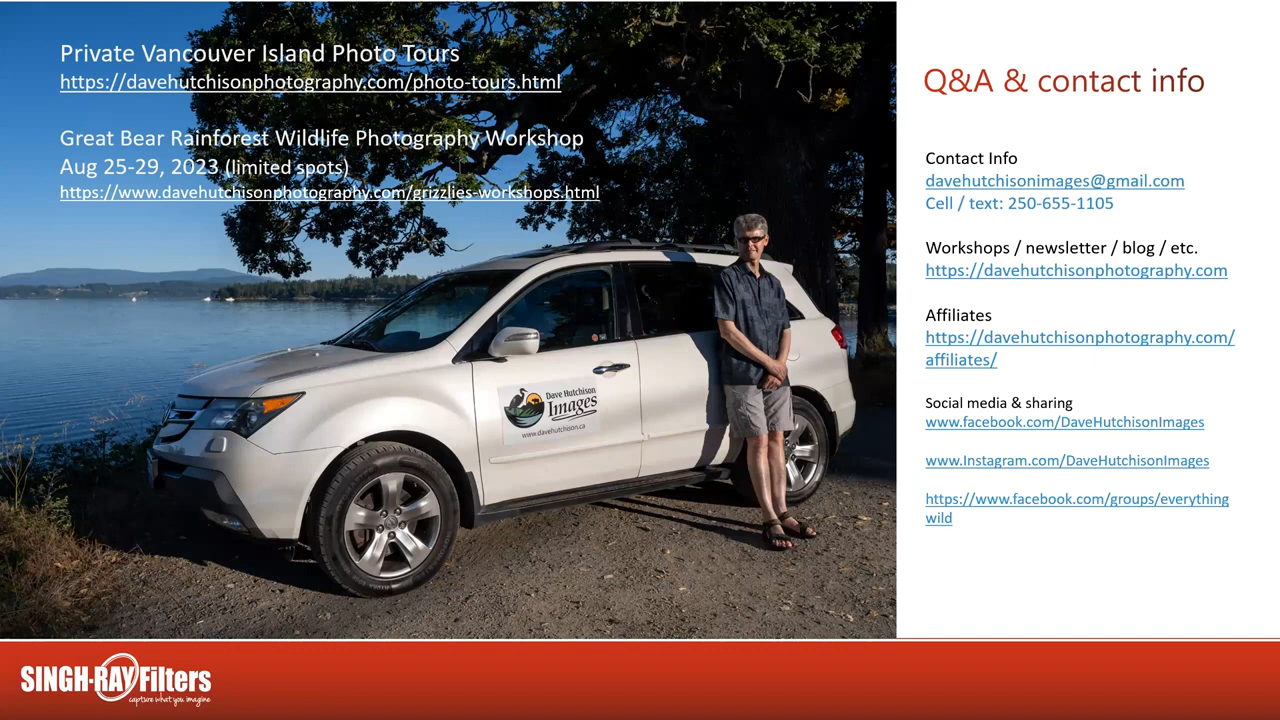 Private Vancouver Island Photo Tours
https://davehutchisonphotography.com/photo-tours.html
Great Bear Rainforest Wildlife Photography Workshop
Aug 25-29, 2023 (limited spots)
https://www.davehutchisonphotography.com/grizzlies-workshops.html
Dave Hutchison
Images
www.davehutchison.ca
Q&A & contact info
Contact Info
davehutchisonimages@gmail.com
Cell / text: 250-655-1105
Workshops / newsletter / blog / etc.
https://davehutchisonphotography.com
Affiliates
https://davehutchisonphotography.com/
affiliates/
Social media & sharing
www.facebook.com/DaveHutchisonImages
www.Instagram.com/DaveHutchisonImages
https://www.facebook.com/groups/everything
wild
SINGH-RAY Filters
capture what you imagine